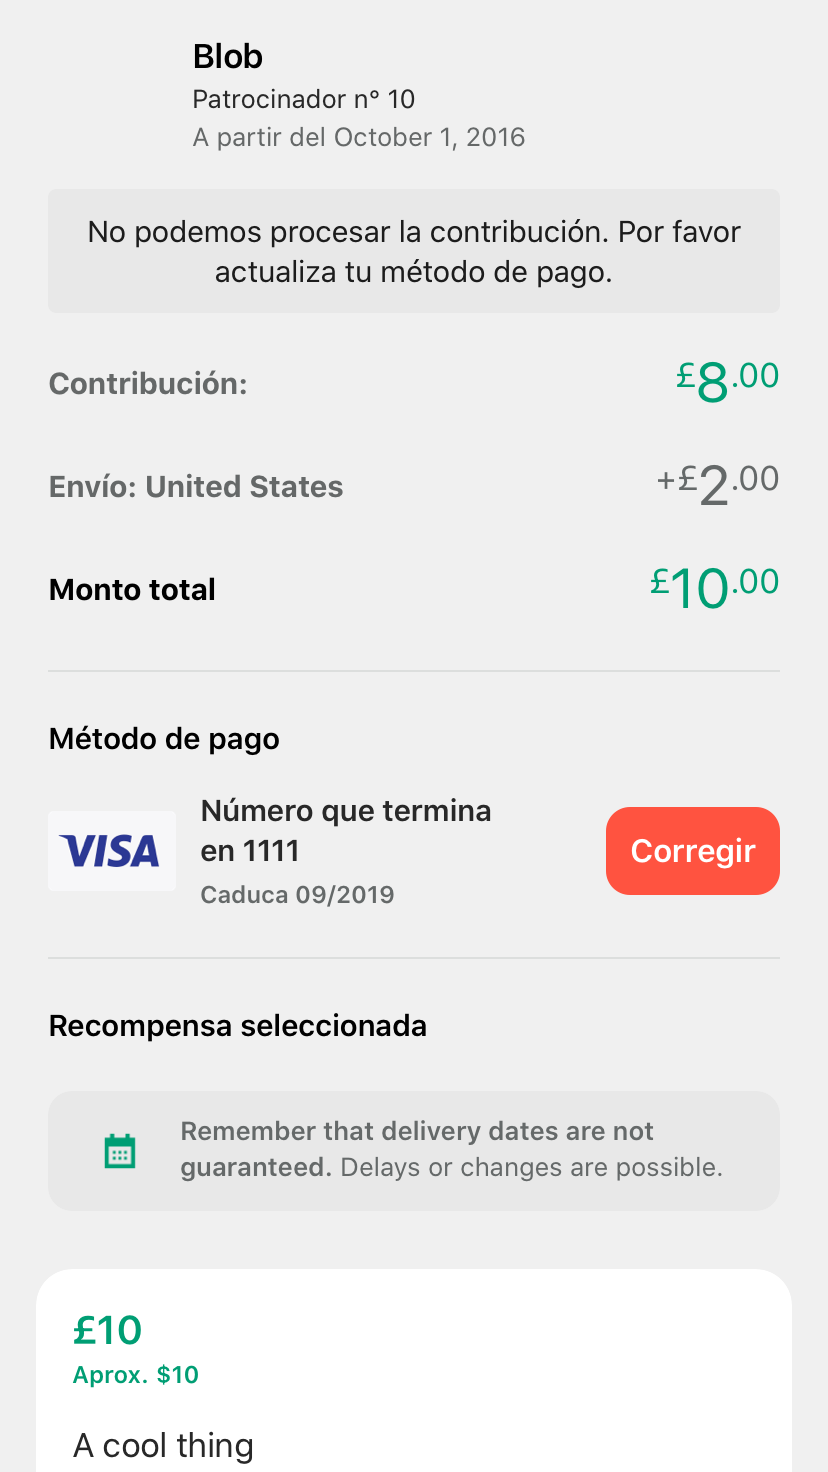 Blob
Patrocinador n° 10
A partir del October 1, 2016
No podemos procesar la contribución. Por favor
actualiza tu método de pago.
Contribución:
£8.00
Envío: United States
+£2.00
Monto total
£10.00
Método de pago
VISA
Número que termina
en 1111
Caduca 09/2019
Corregir
Recompensa seleccionada
Remember that delivery dates are not
guaranteed. Delays or changes are possible.
£10
Aprox. $10
A cool thing